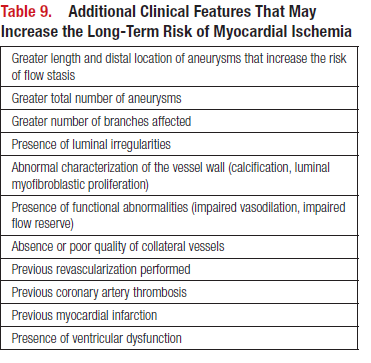 Table 9. Additional Clinical Features That May
Increase the Long-Term Risk of Myocardial Ischemia
Greater length and distal location of aneurysms that increase the risk
of flow stasis
Greater total number of aneurysms
Greater number of branches affected
Presence of luminal irregularities
Abnormal characterization of the vessel wall (calcification, luminal
myofibroblastic proliferation)
Presence of functional abnormalities (impaired vasodilation, impaired
flow reserve)
Absence or poor quality of collateral vessels
Previous revascularization performed
Previous coronary artery thrombosis
Previous myocardial infarction
Presence of ventricular dysfunction